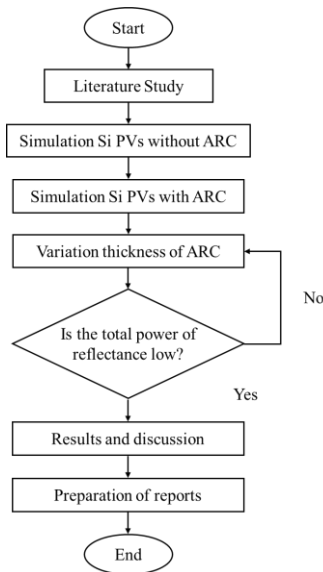 Start
Literature Study
Simulation Si PVs without ARC
Simulation Si PVs with ARC
Variation thickness of ARC
No
Is the total power of
reflectance low?
Yes
Results and discussion
Preparation of reports
End